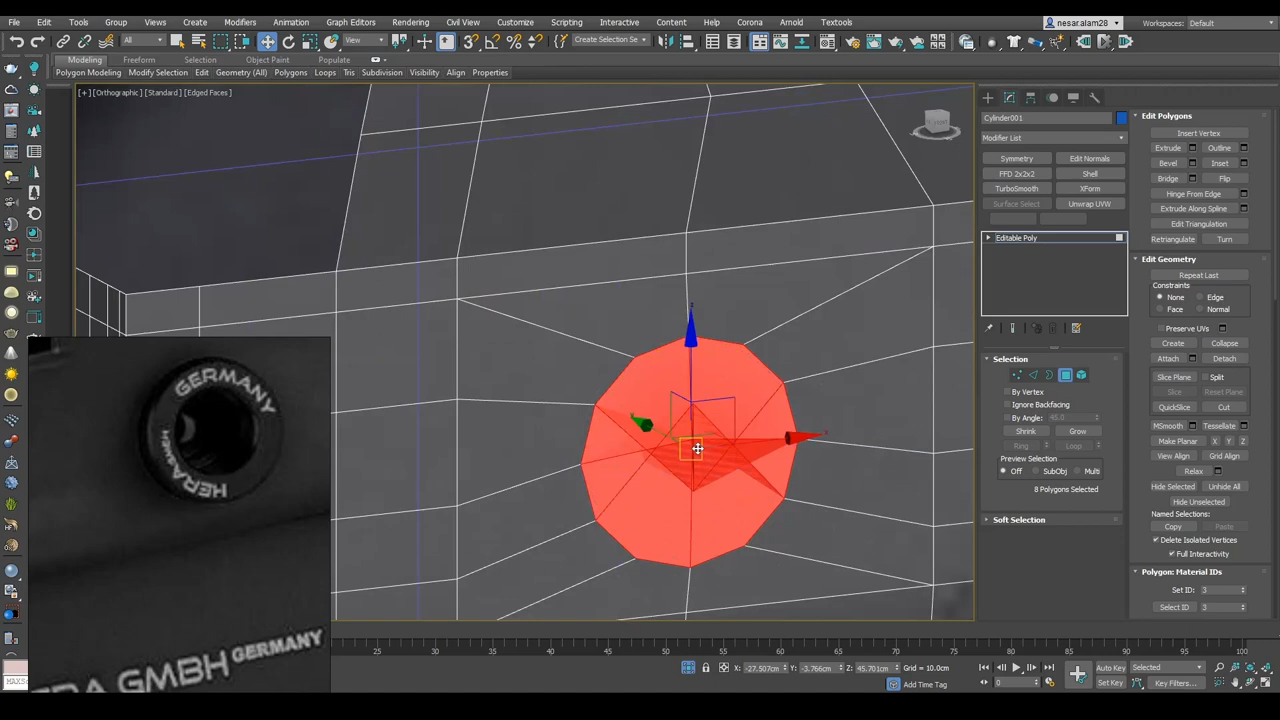 File Edit Tools Group Views Create Modifiers Animation Graph Editors Rendering Civil View Customize Scripting Interactive Content Help Corona Arnold Textools nesar.alam28 Workspaces: Default
All View Create Selection Se
Modeling Freeform Selection Object Paint Populate
Polygon Modeling Modify Selection Edit Geometry (All) Polygons Loops Tris Subdivision Visibility Align Properties
[+] [Orthographic] [Standard] [Edged Faces]
Cylinder001
Modifier List
Symmetry Edit Normals
FFD 2x2x2 Shell
TurboSmooth XForm
Surface Select Unwrap UVW
Editable Poly
Selection
By Vertex
Ignore Backfacing
By Angle: 45.0
Shrink Grow
Ring Loop
Preview Selection
Off SubObj Multi
8 Polygons Selected
Soft Selection
Edit Polygons
Insert Vertex
Extrude Outline
Bevel Inset
Bridge Flip
Hinge From Edge
Extrude Along Spline
Edit Triangulation
Retriangulate Turn
Edit Geometry
Repeat Last
Constraints
None Edge
Face Normal
Preserve UVs
Create Collapse
Attach Detach
Slice Plane Split
Slice Reset Plane
QuickSlice Cut
MSmooth Tessellate
Make Planar X Y Z
View Align Grid Align
Relax
Hide Selected Unhide All
Hide Unselected
Named Selections:
Copy Paste
Delete Isolated Vertices
Full Interactivity
Polygon: Material IDs
Set ID: 3
Select ID 3
GERMANY
GMBH GERMANY
25 30 35 40 45 50 55 60 65 70 75 80 85 90 95 100
X: -27.507cm Y: -3.766cm Z: 45.701cm Grid = 10.0cm
Add Time Tag
Auto Key Selected
Set Key Key Filters...
0